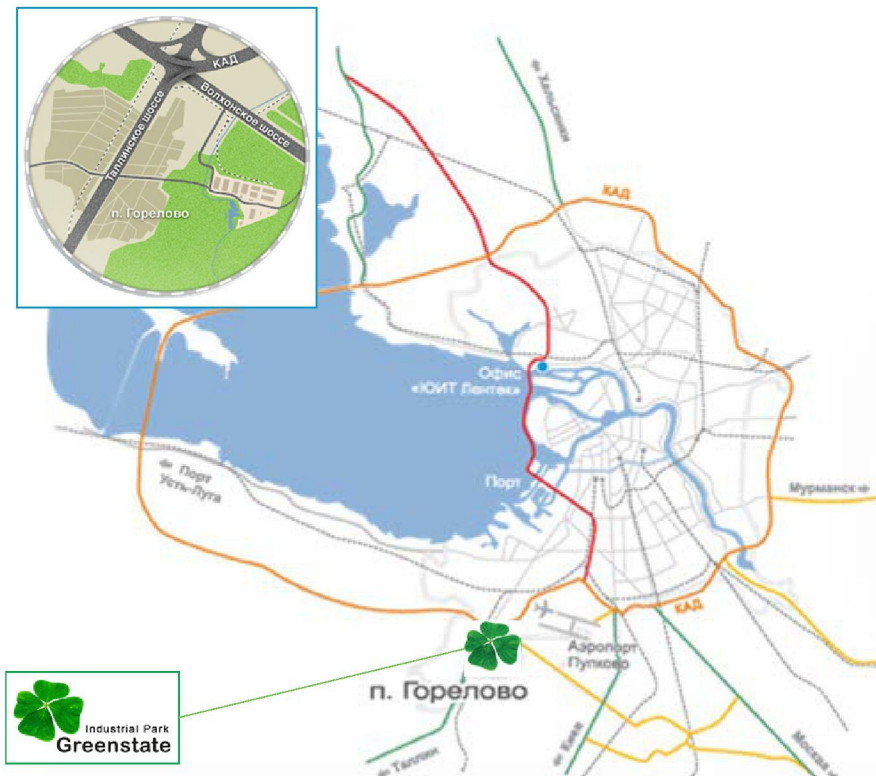 КАД
Волхонское шоссе
Таллинское шоссе
п. Горелово
Хельсинки
КАД
Офис
«ЮИТ Лентек»
Порт
Усть-Луга
Порт
Мурманск
КАД
Аэропорт
Пулково
п. Горелово
Industrial Park
Greenstate
Таллин
Киев
Москва